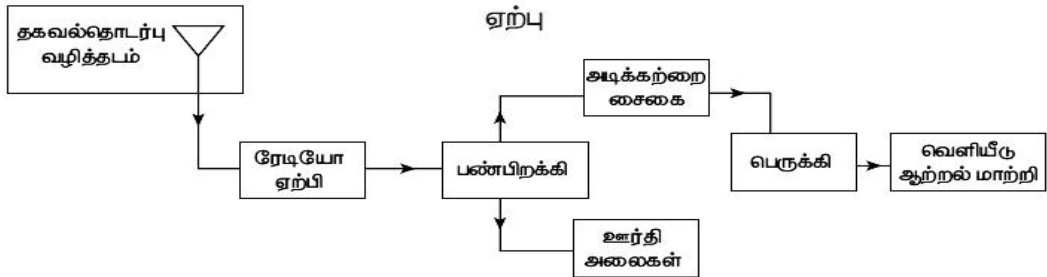 ஏற்பு
தகவல்தொடர்பு
வழித்தடம்
ரேடியோ
ஏற்பி
பண்பிறக்கி
அடிக்கற்றை
சைகை
ஊர்தி
அலைகள்
பெருக்கி
வெளியீடு
ஆற்றல் மாற்றி